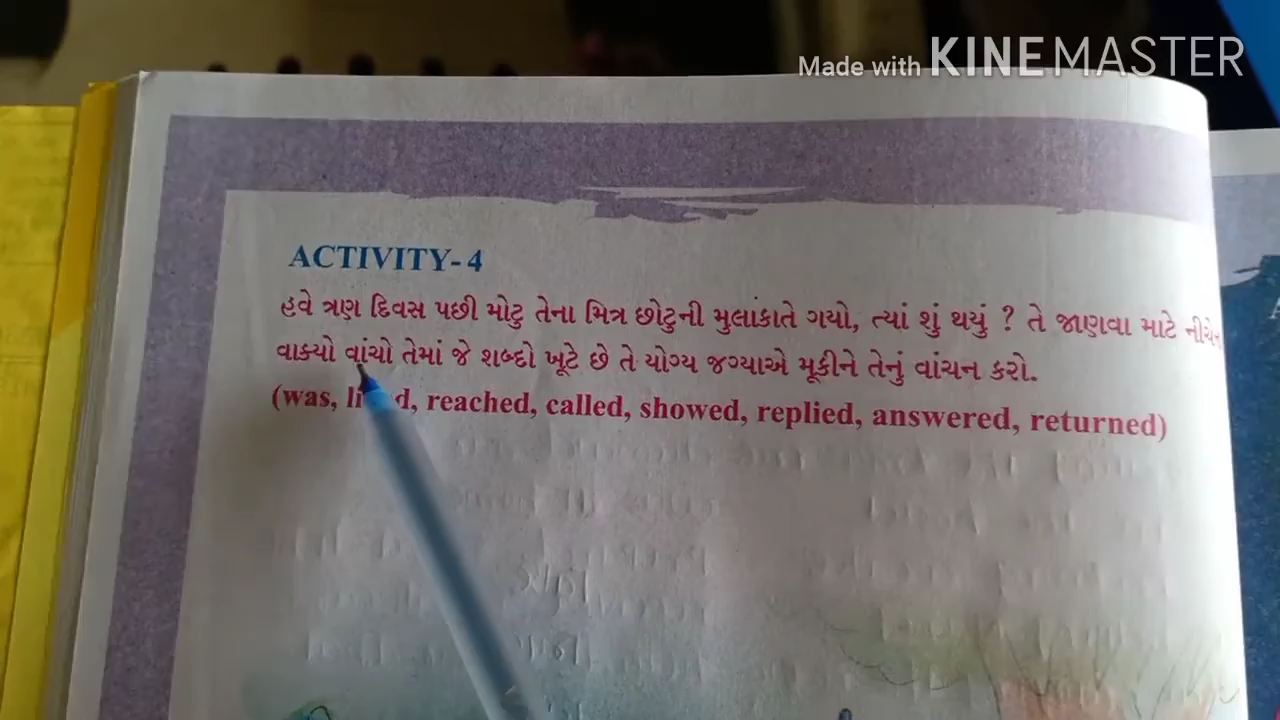 Made with KINEMASTER
ACTIVITY- 4
હવે ત્રણ દિવસ પછી મોટુ તેના મિત્ર છોટુની મુલાકાતે ગયો, ત્યાં શું થયું ? તે જાણવા માટે નીચેના
વાક્યો વાંચો તેમાં જે શબ્દો ખૂટે છે તે યોગ્ય જગ્યાએ મૂકીને તેનું વાંચન કરો.
(was, reached, called, showed, replied, answered, returned)